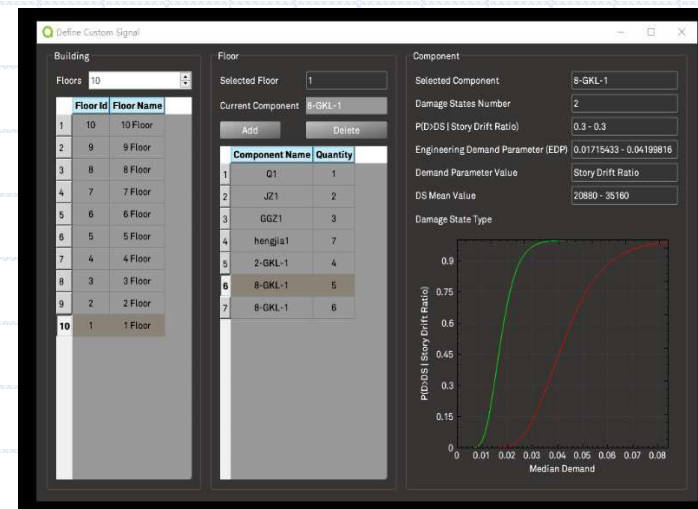 Define Custom Signal
Building
Floors 10
Floor Id Floor Name
1 10 10 Floor
2 9 9 Floor
3 8 8 Floor
4 7 7 Floor
5 6 6 Floor
6 5 5 Floor
7 4 4 Floor
8 3 3 Floor
9 2 2 Floor
10 1 1 Floor
Floor
Selected Floor 1
Current Component 8-GKL-1
Add Delete
Component Name Quantity
1 Q1 1
2 JZ1 2
3 GGZ1 3
4 hengjia1 7
5 2-GKL-1 4
6 8-GKL-1 5
7 8-GKL-1 6
Component
Selected Component 8-GKL-1
Damage States Number 2
P(D>DS | Story Drift Ratio) 0.3 - 0.3
Engineering Demand Parameter (EDP) 0.01715433 - 0.04199816
Demand Parameter Value Story Drift Ratio
DS Mean Value 20880 - 35160
Damage State Type
P(D>DS | Story Drift Ratio)
0.9
0.75
0.6
0.45
0.3
0.15
0
0 0.01 0.02 0.03 0.04 0.05 0.06 0.07 0.08
Median Demand